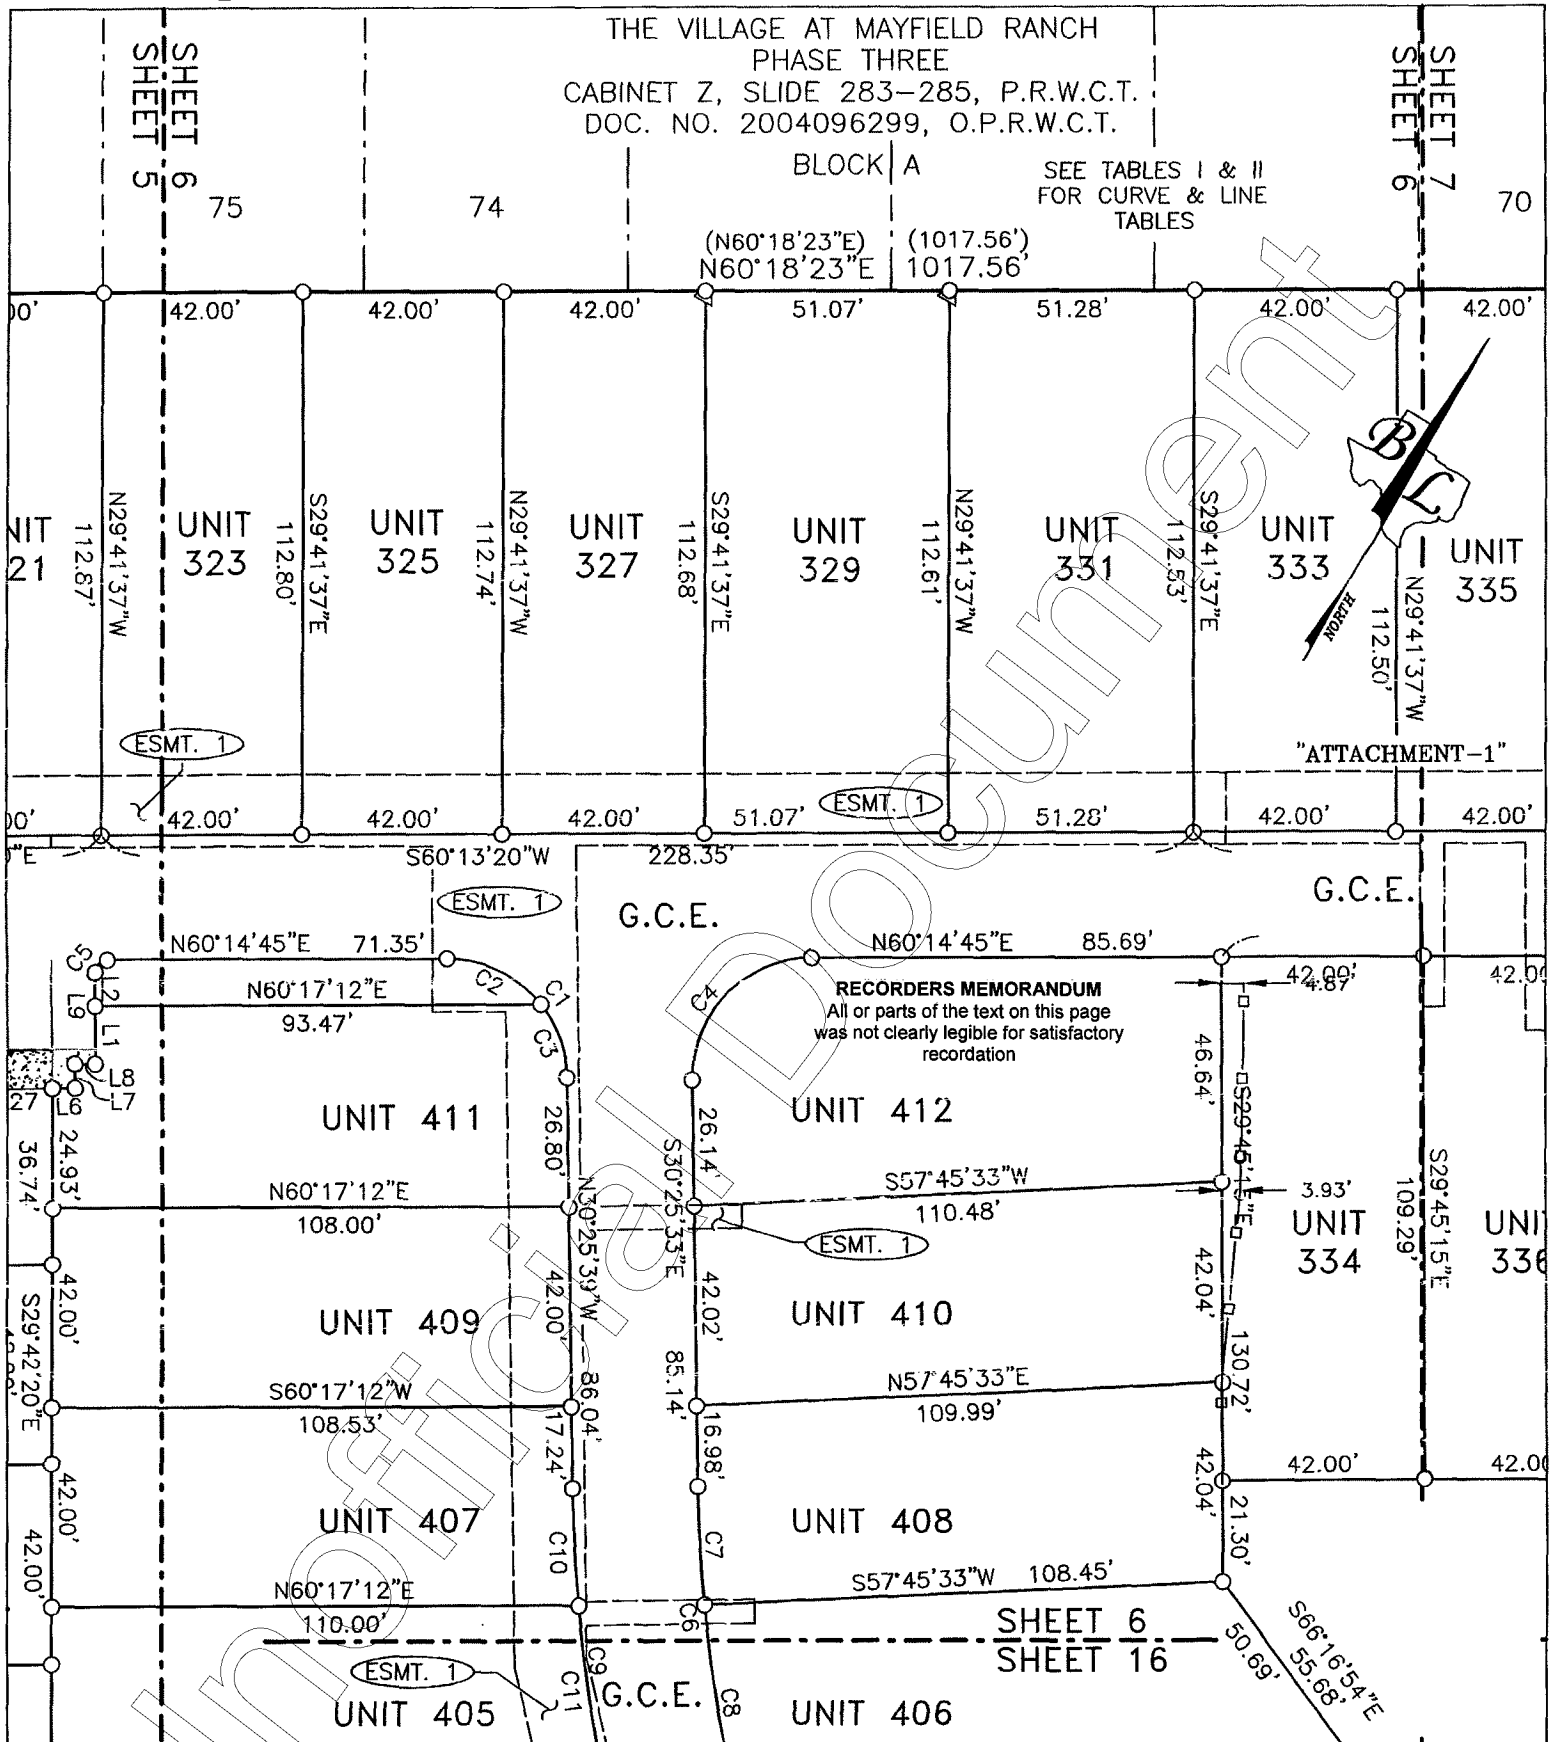 THE VILLAGE AT MAYFIELD RANCH
PHASE THREE
CABINET Z, SLIDE 283-285, P.R.W.C.T.
DOC. NO. 2004096299, O.P.R.W.C.T.
BLOCK A
SHEET 6
SHEET 5
SHEET 7
SHEET 6
SEE TABLES I & II
FOR CURVE & LINE
TABLES
75
74
70
(N60°18'23"E) (1017.56')
N60°18'23"E 1017.56'
00'
42.00'
42.00'
42.00'
51.07'
51.28'
42.00'
42.00'
NIT
21
N29°41'37"W
112.87'
UNIT
323
S29°41'37"E
112.80'
UNIT
325
N29°41'37"W
112.74'
UNIT
327
S29°41'37"E
112.68'
UNIT
329
N29°41'37"W
112.61'
UNIT
331
S29°41'37"E
112.53'
UNIT
333
N29°41'37"W
112.50'
UNIT
335
B
L
NORTH
"ATTACHMENT-1"
ESMT. 1
ESMT. 1
00'
42.00'
42.00'
42.00'
51.07'
51.28'
42.00'
42.00'
"E
S60°13'20"W
228.35'
ESMT. 1
G.C.E.
G.C.E.
N60°14'45"E 71.35'
N60°14'45"E 85.69'
C5
L2
L9
L1
L8
L7
L6
27
C2
C1
C3
C4
N60°17'12"E
93.47'
RECORDERS MEMORANDUM
All or parts of the text on this page
was not clearly legible for satisfactory
recordation
42.00'
4.87'
42.00
UNIT 411
UNIT 412
24.93'
36.74'
26.80'
26.14'
46.64'
S29°45'15"E
N60°17'12"E
108.00'
N30°25'39"W
S30°25'33"E
S57°45'33"W
110.48'
3.93'
ESMT. 1
UNIT
334
S29°45'15"E
109.29'
UNI
336
42.00'
S29°42'20"E
UNIT 409
42.00'
86.04'
42.02'
85.14'
UNIT 410
42.04'
130.72'
S60°17'12"W
108.53'
N57°45'33"E
109.99'
17.24'
16.98'
42.04'
42.00'
42.00
21.30'
42.00'
42.00'
UNIT 407
UNIT 408
C10
C7
N60°17'12"E
110.00'
S57°45'33"W 108.45'
C6
SHEET 6
SHEET 16
ESMT. 1
C9
C11
G.C.E.
C8
UNIT 405
UNIT 406
S66°16'54"E
55.68'
50.69'
Unofficial Document